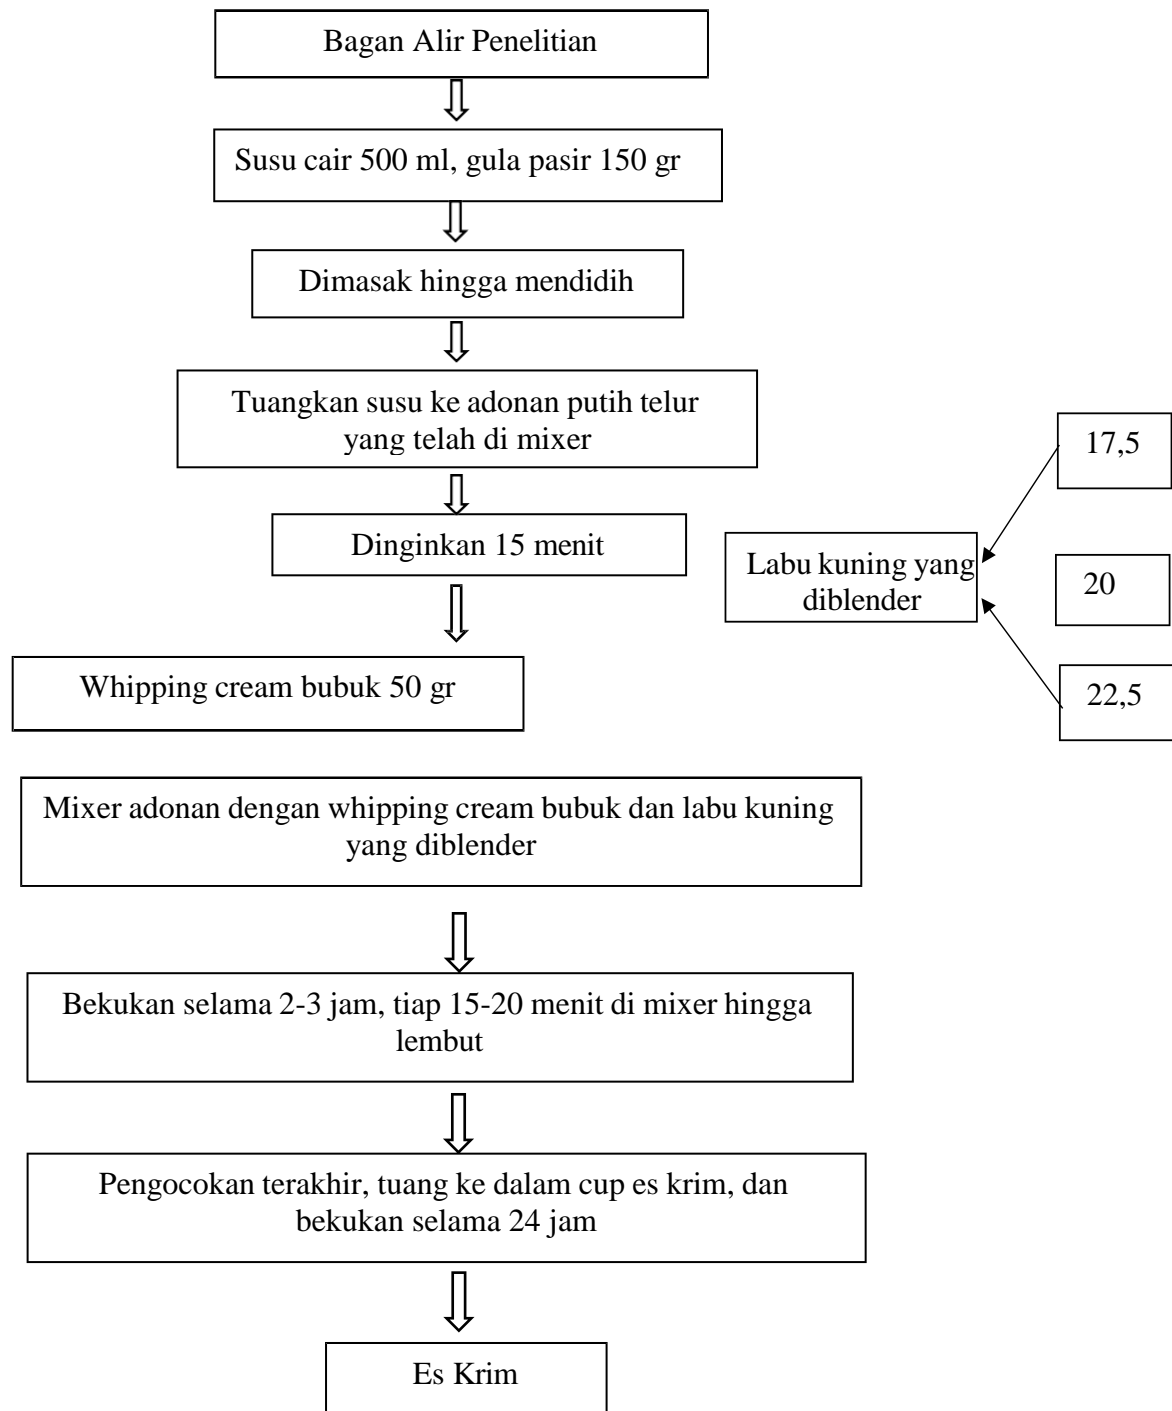 Bagan Alir Penelitian
Susu cair 500 ml, gula pasir 150 gr
Dimasak hingga mendidih
Tuangkan susu ke adonan putih telur
yang telah di mixer
Dinginkan 15 menit
17,5
Labu kuning yang
diblender
20
22,5
Whipping cream bubuk 50 gr
Mixer adonan dengan whipping cream bubuk dan labu kuning
yang diblender
Bekukan selama 2-3 jam, tiap 15-20 menit di mixer hingga
lembut
Pengocokan terakhir, tuang ke dalam cup es krim, dan
bekukan selama 24 jam
Es Krim